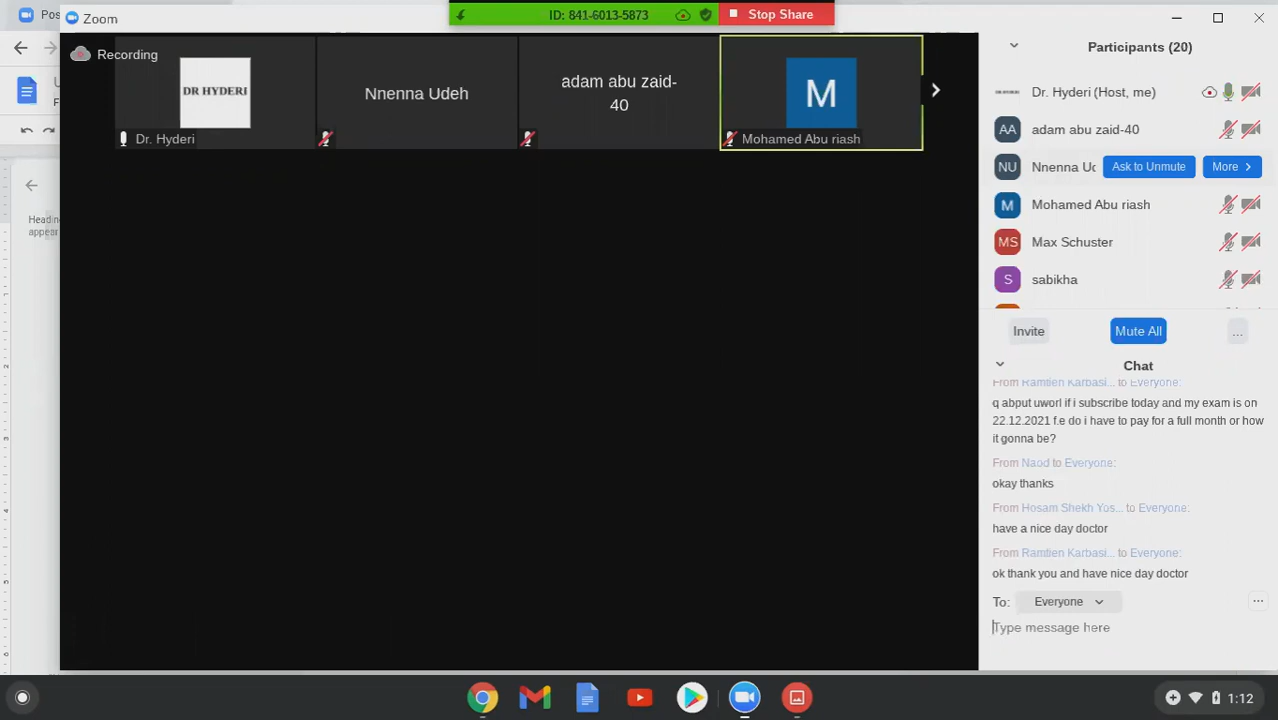 Pos
Zoom
ID: 841-6013-5873
Stop Share
Recording
DR HYDERI
Dr. Hyderi
Nnenna Udeh
adam abu zaid-
40
M
Mohamed Abu riash
Headin
appear
Participants (20)
DR HYDERI
Dr. Hyderi (Host, me)
AA
adam abu zaid-40
NU
Nnenna Uc
Ask to Unmute
More
M
Mohamed Abu riash
MS
Max Schuster
S
sabikha
Invite
Mute All
...
Chat
From Ramtien Karbasi... to Everyone:
q abput uworl if i subscribe today and my exam is on
22.12.2021 f.e do i have to pay for a full month or how
it gonna be?
From Naod to Everyone:
okay thanks
From Hosam Shekh Yos... to Everyone:
have a nice day doctor
From Ramtien Karbasi... to Everyone:
ok thank you and have nice day doctor
To: Everyone
...
Type message here
1:12